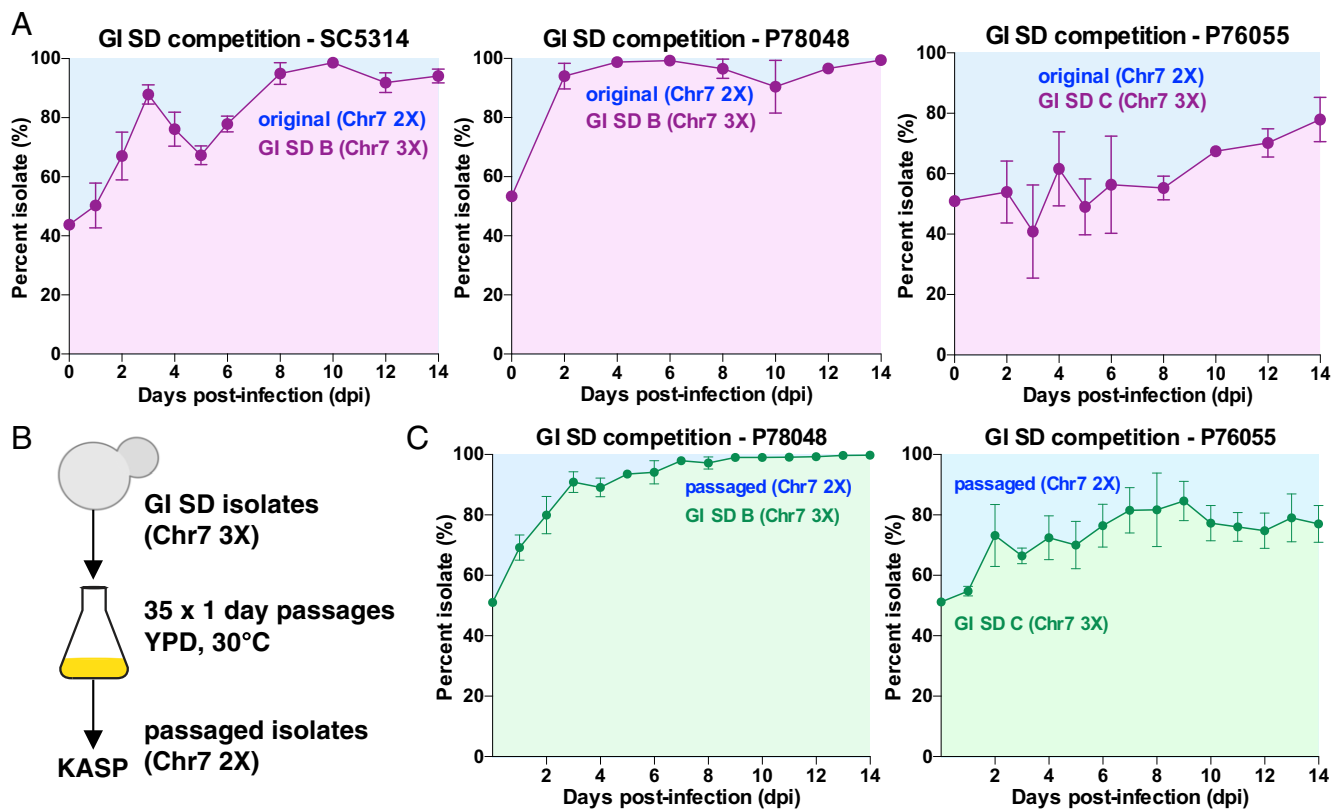 A
GI SD competition - SC5314
Percent isolate (%)
100
80
60
40
20
0
original (Chr7 2X)
GI SD B (Chr7 3X)
0 2 4 6 8 10 12 14
Days post-infection (dpi)
GI SD competition - P78048
Percent isolate (%)
100
80
60
40
20
0
original (Chr7 2X)
GI SD B (Chr7 3X)
0 2 4 6 8 10 12 14
Days post-infection (dpi)
GI SD competition - P76055
Percent isolate (%)
100
80
60
40
20
0
original (Chr7 2X)
GI SD C (Chr7 3X)
0 2 4 6 8 10 12 14
Days post-infection (dpi)
B
GI SD isolates
(Chr7 3X)
35 x 1 day passages
YPD, 30°C
passaged isolates
(Chr7 2X)
KASP
C
GI SD competition - P78048
Percent isolate (%)
100
80
60
40
20
0
passaged (Chr7 2X)
GI SD B (Chr7 3X)
2 4 6 8 10 12 14
Days post-infection (dpi)
GI SD competition - P76055
Percent isolate (%)
100
80
60
40
20
0
passaged (Chr7 2X)
GI SD C (Chr7 3X)
2 4 6 8 10 12 14
Days post-infection (dpi)